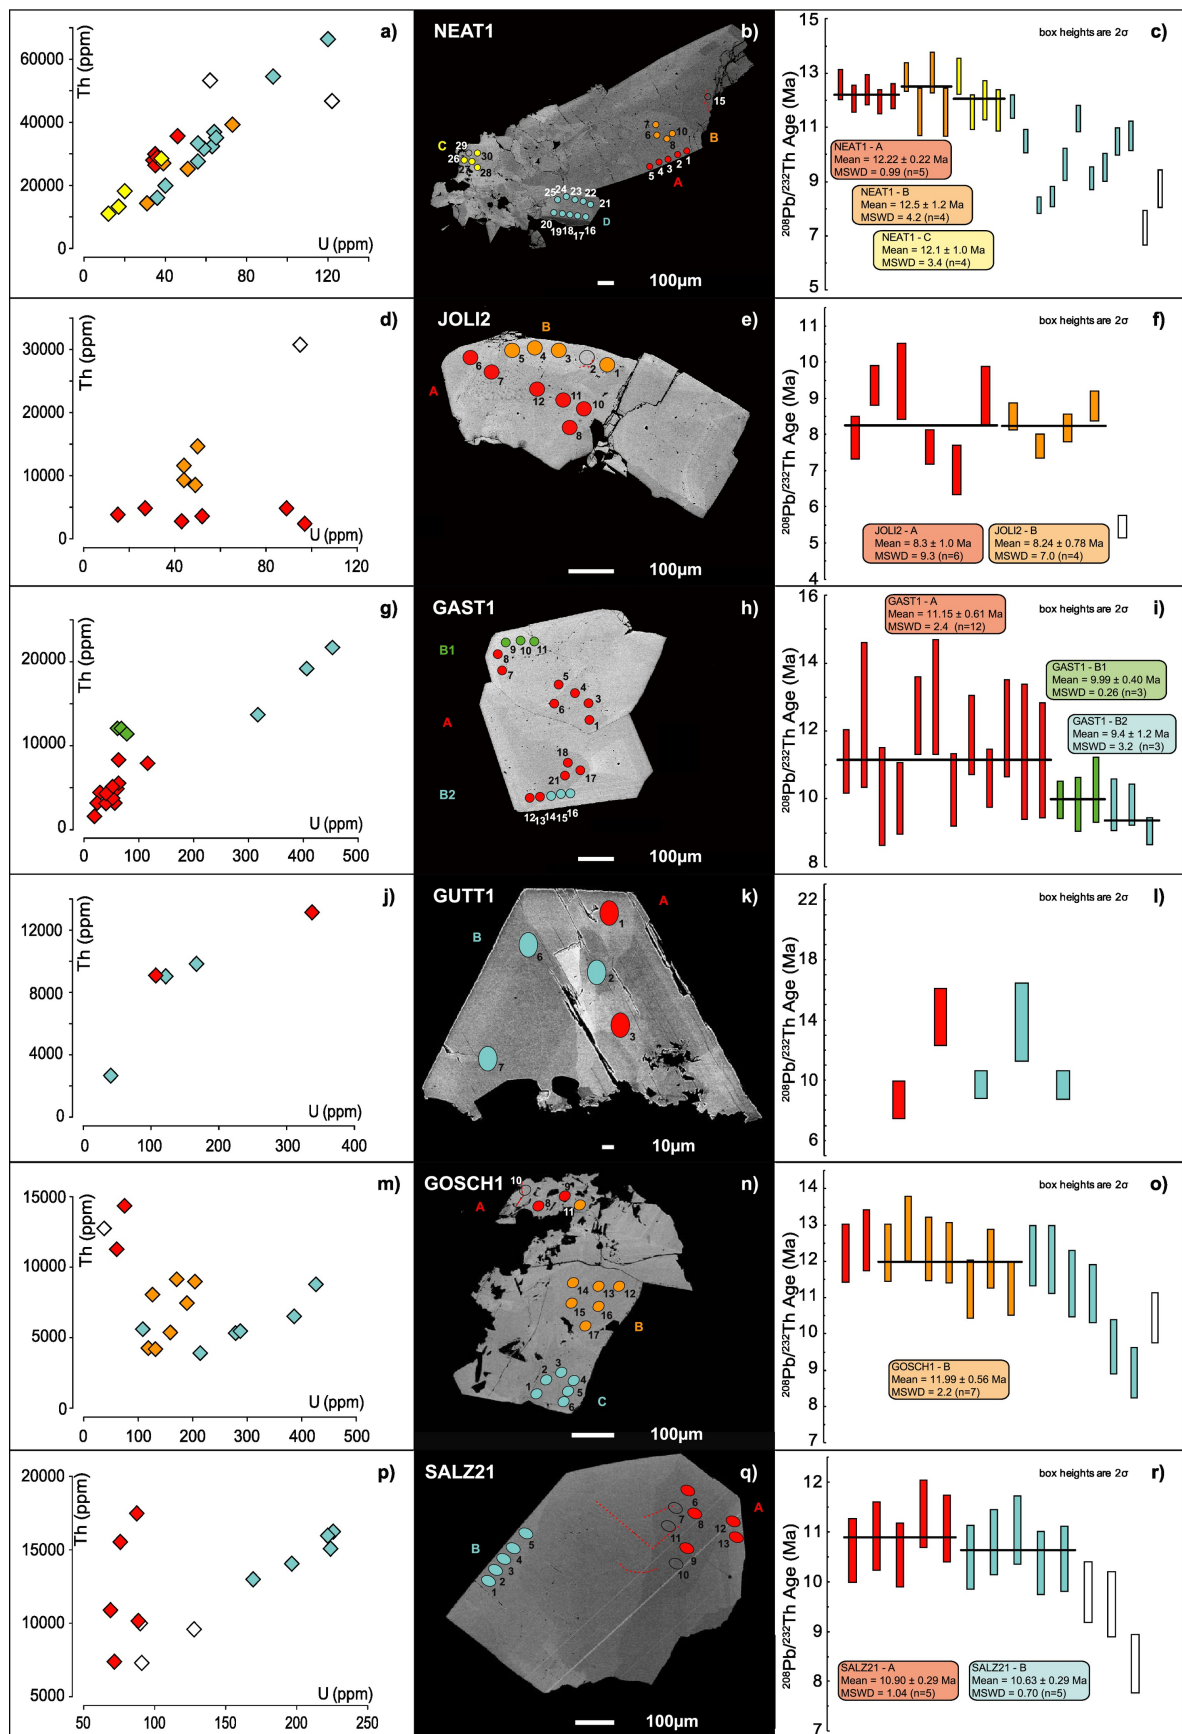 a)
Th (ppm)
60000
40000
20000
0
U (ppm)
0 40 80 120
NEAT1
b)
15
7
6
10
8
B
5 4 3 2 1
A
C
29
26
30
27
28
25 24 23 22
21
D
20
19 18 17 16
100µm
c)
box heights are 2σ
208Pb/232Th Age (Ma)
13
11
9
7
5
NEAT1 - A
Mean = 12.22 ± 0.22 Ma
MSWD = 0.99 (n=5)
NEAT1 - B
Mean = 12.5 ± 1.2 Ma
MSWD = 4.2 (n=4)
NEAT1 - C
Mean = 12.1 ± 1.0 Ma
MSWD = 3.4 (n=4)
d)
Th (ppm)
30000
20000
10000
0
U (ppm)
0 40 80 120
JOLI2
e)
B
5 4 3 2 1
6
7
A
12 11 10
8
100µm
f)
box heights are 2σ
208Pb/232Th Age (Ma)
11
10
9
8
7
6
5
4
JOLI2 - A
Mean = 8.3 ± 1.0 Ma
MSWD = 9.3 (n=6)
JOLI2 - B
Mean = 8.24 ± 0.78 Ma
MSWD = 7.0 (n=4)
g)
Th (ppm)
20000
10000
0
U (ppm)
0 100 200 300 400 500
GAST1
h)
B1
9 10 11
8
7
5
4
6
3
1
A
18
17
21
B2
12 13 14 15 16
100µm
i)
box heights are 2σ
208Pb/232Th Age (Ma)
16
14
12
10
8
GAST1 - A
Mean = 11.15 ± 0.61 Ma
MSWD = 2.4 (n=12)
GAST1 - B1
Mean = 9.99 ± 0.40 Ma
MSWD = 0.26 (n=3)
GAST1 - B2
Mean = 9.4 ± 1.2 Ma
MSWD = 3.2 (n=3)
j)
Th (ppm)
12000
8000
4000
0
U (ppm)
0 100 200 300 400
GUTT1
k)
A
1
B
6
2
3
7
10µm
l)
box heights are 2σ
208Pb/232Th Age (Ma)
22
18
14
10
6
m)
Th (ppm)
15000
10000
5000
0
U (ppm)
0 100 200 300 400 500
GOSCH1
n)
10
9
A
8
11
14 13 12
15
16
B
17
3
2
4
1
5
6
C
100µm
o)
box heights are 2σ
208Pb/232Th Age (Ma)
14
13
12
11
10
9
8
7
GOSCH1 - B
Mean = 11.99 ± 0.56 Ma
MSWD = 2.2 (n=7)
p)
Th (ppm)
20000
15000
10000
5000
U (ppm)
50 100 150 200 250
SALZ21
q)
6
A
7 8
12
11
13
9
10
B
5
4
3
2
1
100µm
r)
box heights are 2σ
208Pb/232Th Age (Ma)
12
11
10
9
8
7
SALZ21 - A
Mean = 10.90 ± 0.29 Ma
MSWD = 1.04 (n=5)
SALZ21 - B
Mean = 10.63 ± 0.29 Ma
MSWD = 0.70 (n=5)